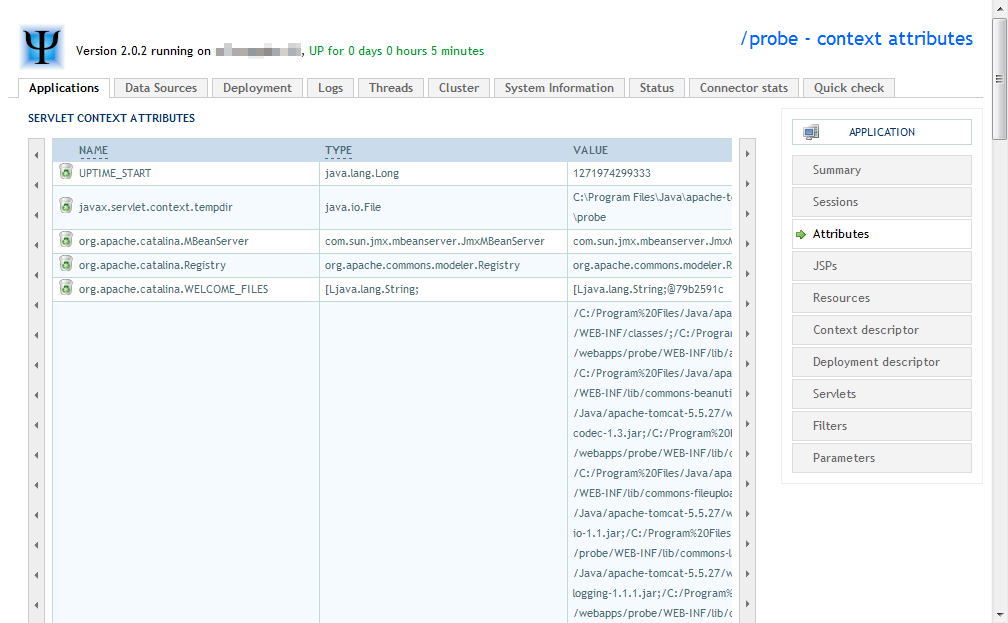 /probe - context attributes
Version 2.0.2 running on , UP for 0 days 0 hours 5 minutes
Applications
Data Sources
Deployment
Logs
Threads
Cluster
System Information
Status
Connector stats
Quick check
SERVLET CONTEXT ATTRIBUTES
NAME TYPE VALUE
UPTIME_START java.lang.Long 1271974299333
javax.servlet.context.tempdir java.io.File C:\Program Files\Java\apache-t
\probe
org.apache.catalina.MBeanServer com.sun.jmx.mbeanserver.JmxMBeanServer com.sun.jmx.mbeanserver.JmxM
org.apache.catalina.Registry org.apache.commons.modeler.Registry org.apache.commons.modeler.R
org.apache.catalina.WELCOME_FILES [Ljava.lang.String; [Ljava.lang.String;@79b2591c
/C:/Program%20Files/Java/apa
/WEB-INF/classes/;/C:/Progran
/webapps/probe/WEB-INF/lib/a
/C:/Program%20Files/Java/apa
/WEB-INF/lib/commons-beanuti
/Java/apache-tomcat-5.5.27/w
codec-1.3.jar;/C:/Program%20F
/webapps/probe/WEB-INF/lib/c
/C:/Program%20Files/Java/apa
/WEB-INF/lib/commons-fileuploa
/Java/apache-tomcat-5.5.27/w
io-1.1.jar;/C:/Program%20Files
/probe/WEB-INF/lib/commons-l
/Java/apache-tomcat-5.5.27/w
logging-1.1.1.jar;/C:/Program%
/webapps/probe/WEB-INF/lib/c
APPLICATION
Summary
Sessions
Attributes
JSPs
Resources
Context descriptor
Deployment descriptor
Servlets
Filters
Parameters